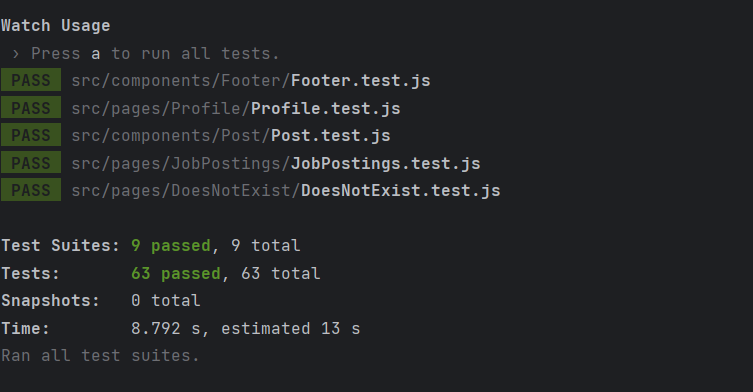 Watch Usage
› Press a to run all tests.
PASS src/components/Footer/Footer.test.js
PASS src/pages/Profile/Profile.test.js
PASS src/components/Post/Post.test.js
PASS src/pages/JobPostings/JobPostings.test.js
PASS src/pages/DoesNotExist/DoesNotExist.test.js
Test Suites: 9 passed, 9 total
Tests: 63 passed, 63 total
Snapshots: 0 total
Time: 8.792 s, estimated 13 s
Ran all test suites.